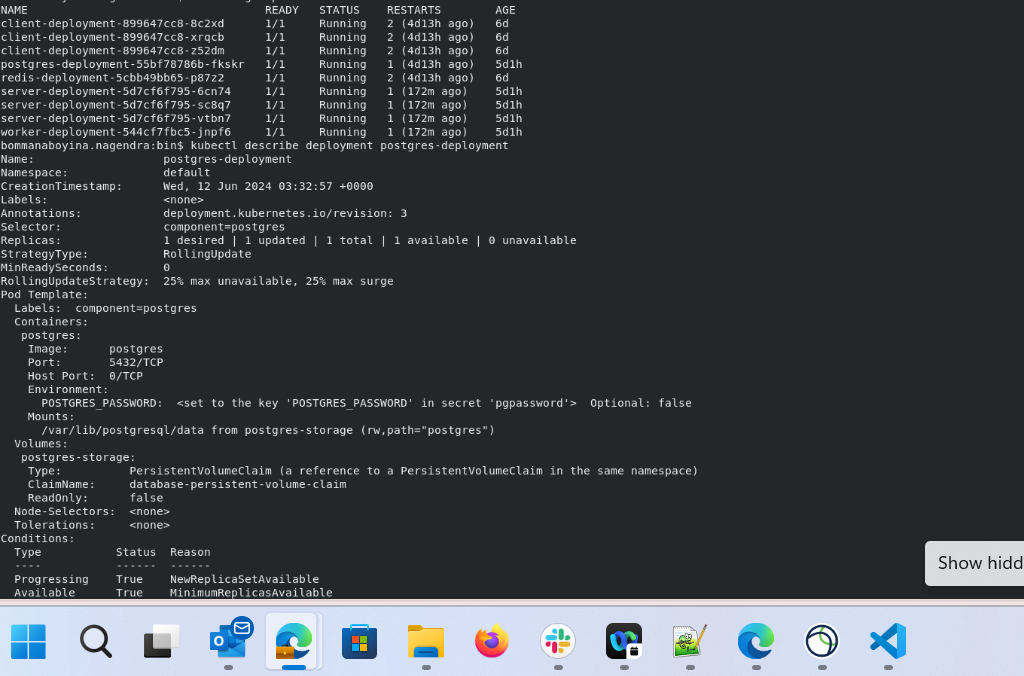 NAME                                   READY   STATUS    RESTARTS        AGE
client-deployment-899647cc8-8c2xd      1/1     Running   2 (4d13h ago)   6d
client-deployment-899647cc8-xrqcb      1/1     Running   2 (4d13h ago)   6d
client-deployment-899647cc8-z52dm      1/1     Running   2 (4d13h ago)   6d
postgres-deployment-55bf78786b-fkskr   1/1     Running   1 (4d13h ago)   5d1h
redis-deployment-5cbb49bb65-p87z2      1/1     Running   2 (4d13h ago)   6d
server-deployment-5d7cf6f795-6cn74     1/1     Running   1 (172m ago)    5d1h
server-deployment-5d7cf6f795-sc8q7     1/1     Running   1 (172m ago)    5d1h
server-deployment-5d7cf6f795-vtbn7     1/1     Running   1 (172m ago)    5d1h
worker-deployment-544cf7fbc5-jnpf6     1/1     Running   1 (172m ago)    5d1h
bommanaboyina.nagendra:bin$ kubectl describe deployment postgres-deployment
Name:                   postgres-deployment
Namespace:              default
CreationTimestamp:      Wed, 12 Jun 2024 03:32:57 +0000
Labels:                 <none>
Annotations:            deployment.kubernetes.io/revision: 3
Selector:               component=postgres
Replicas:               1 desired | 1 updated | 1 total | 1 available | 0 unavailable
StrategyType:           RollingUpdate
MinReadySeconds:        0
RollingUpdateStrategy:  25% max unavailable, 25% max surge
Pod Template:
  Labels:  component=postgres
  Containers:
   postgres:
    Image:      postgres
    Port:       5432/TCP
    Host Port:  0/TCP
    Environment:
      POSTGRES_PASSWORD:  <set to the key 'POSTGRES_PASSWORD' in secret 'pgpassword'>  Optional: false
    Mounts:
      /var/lib/postgresql/data from postgres-storage (rw,path="postgres")
  Volumes:
   postgres-storage:
    Type:          PersistentVolumeClaim (a reference to a PersistentVolumeClaim in the same namespace)
    ClaimName:     database-persistent-volume-claim
    ReadOnly:      false
  Node-Selectors:  <none>
  Tolerations:     <none>
Conditions:
  Type           Status  Reason
  ----           ------  ------
  Progressing    True    NewReplicaSetAvailable
  Available      True    MinimumReplicasAvailable
Show hidd